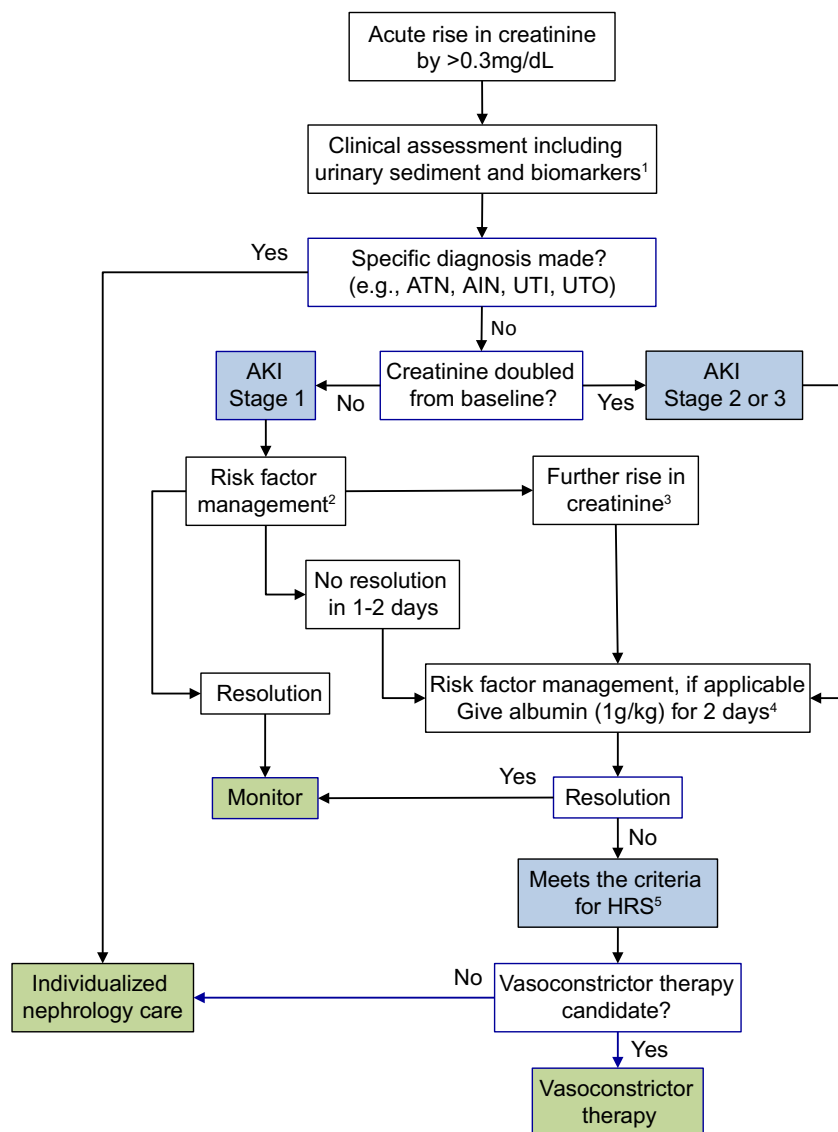 Acute rise in creatinine
by >0.3mg/dL
Clinical assessment including
urinary sediment and biomarkers¹
Yes
Specific diagnosis made?
(e.g., ATN, AIN, UTI, UTO)
No
AKI
Stage 1
No
Creatinine doubled
from baseline?
Yes
AKI
Stage 2 or 3
Risk factor
management²
Further rise in
creatinine³
No resolution
in 1-2 days
Resolution
Risk factor management, if applicable
Give albumin (1g/kg) for 2 days⁴
Monitor
Yes
Resolution
No
Meets the criteria
for HRS⁵
Individualized
nephrology care
No
Vasoconstrictor therapy
candidate?
Yes
Vasoconstrictor
therapy